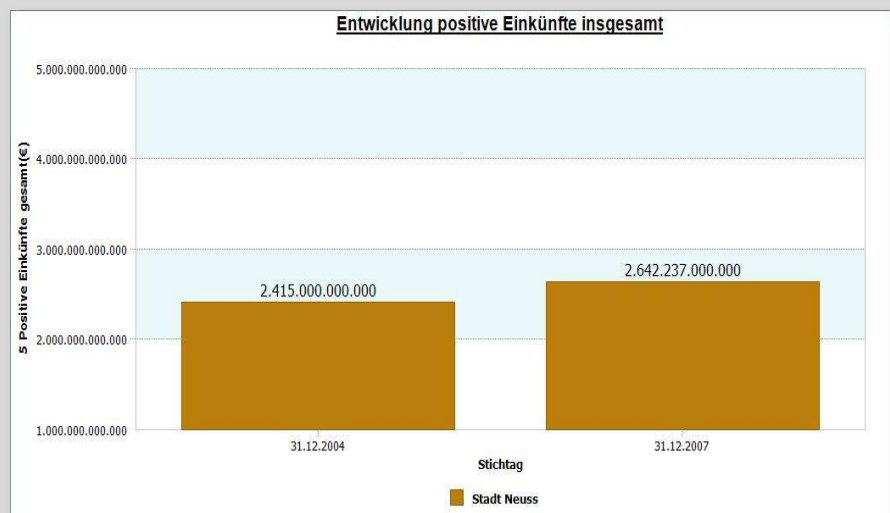 Entwicklung positive Einkünfte insgesamt
5 Positive Einkünfte gesamt(€)
5.000.000.000.000
4.000.000.000.000
3.000.000.000.000
2.000.000.000.000
1.000.000.000.000
2.415.000.000.000
2.642.237.000.000
31.12.2004
31.12.2007
Stichtag
Stadt Neuss